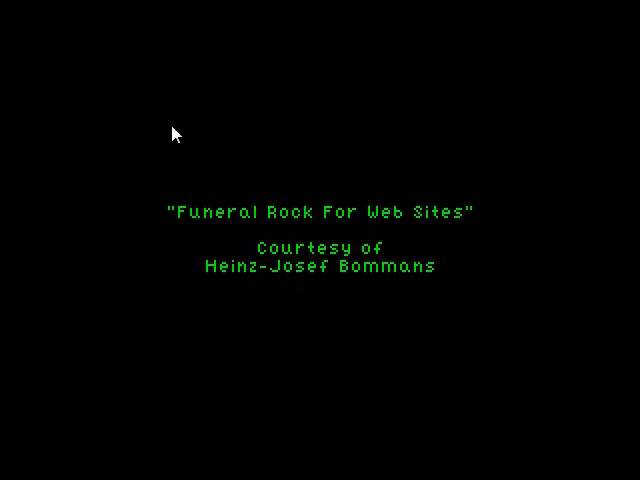 "Funeral Rock For Web Sites"
Courtesy of
Heinz-Josef Bommans